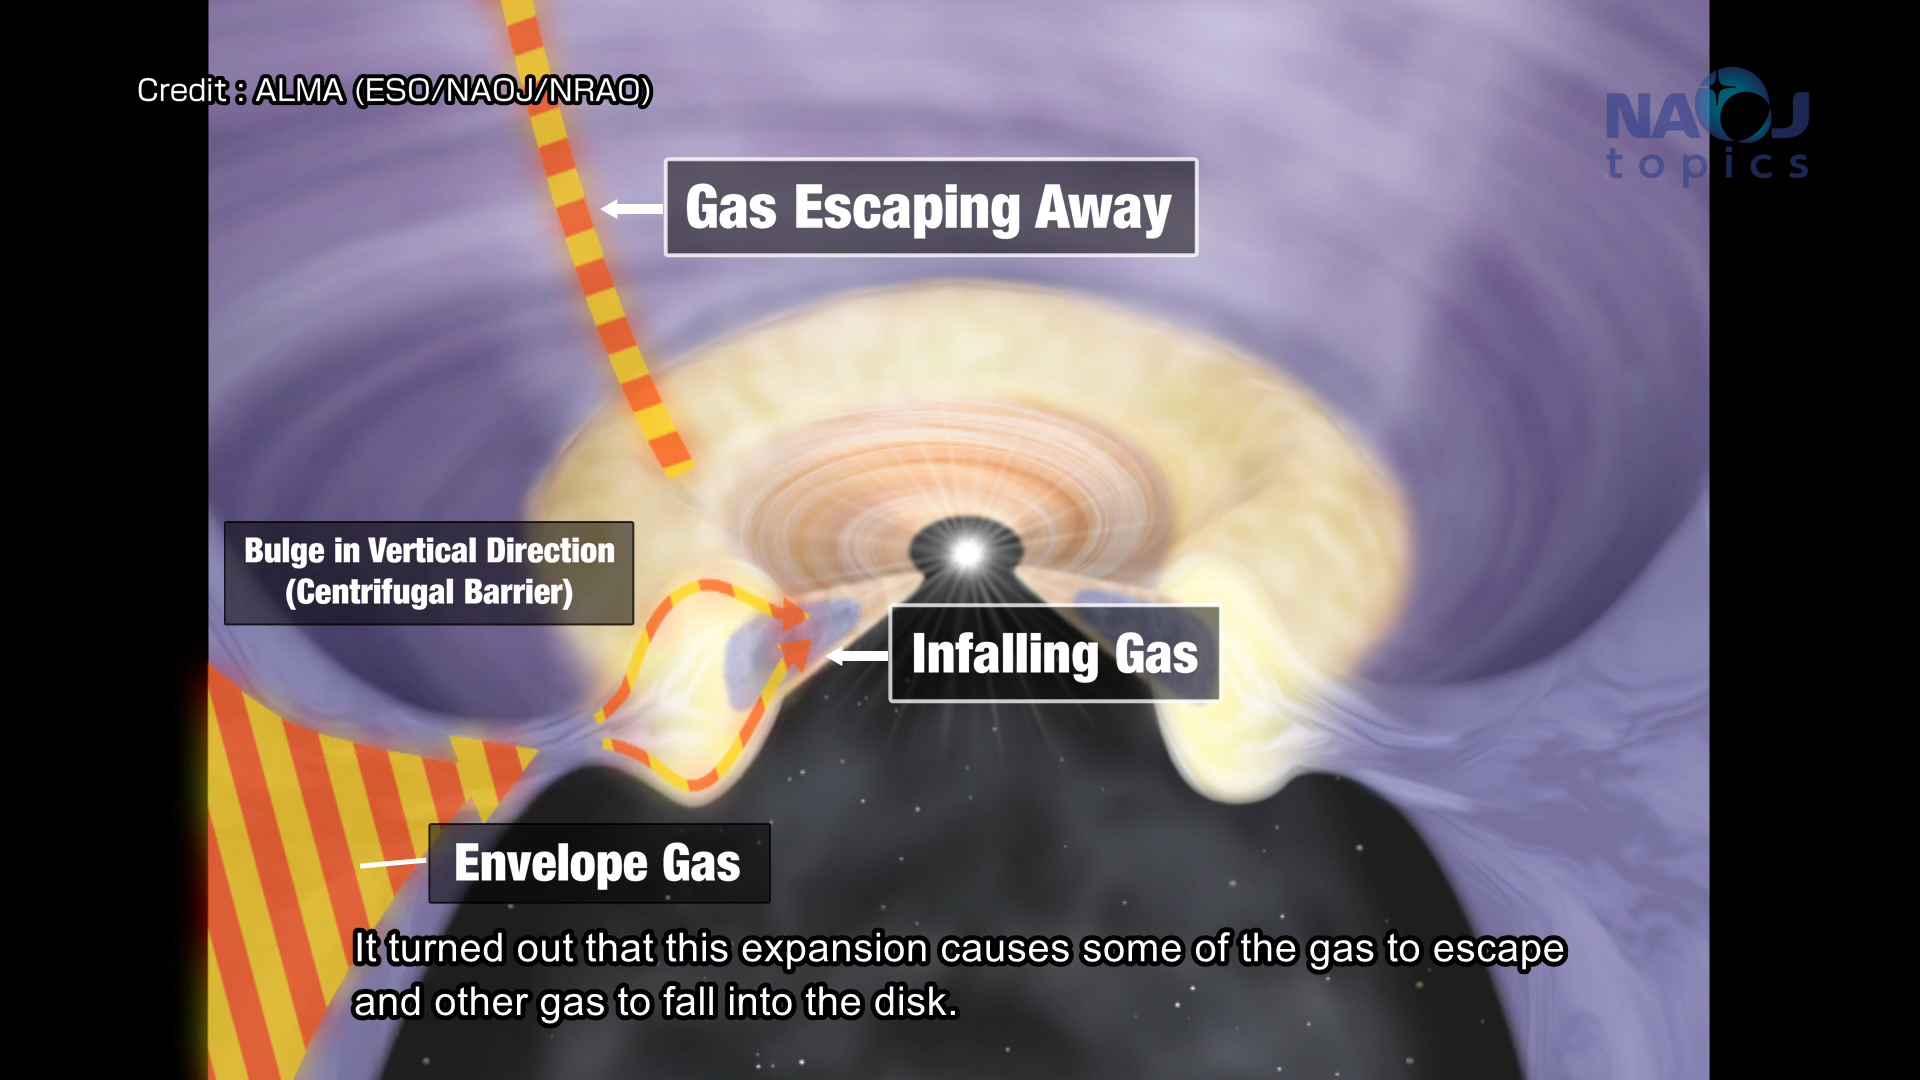 Credit : ALMA (ESO/NAOJ/NRAO)
NAOJ
topics
Gas Escaping Away
Bulge in Vertical Direction
(Centrifugal Barrier)
Infalling Gas
Envelope Gas
It turned out that this expansion causes some of the gas to escape
and other gas to fall into the disk.